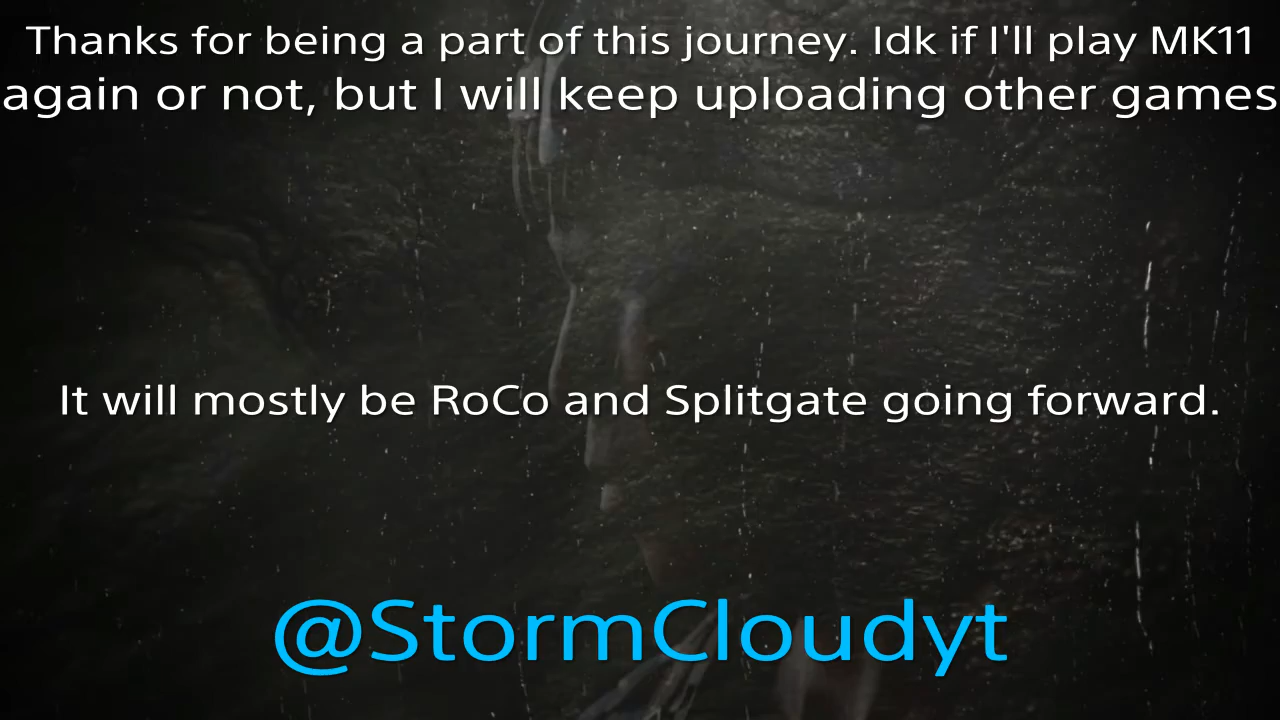 Thanks for being a part of this journey. Idk if I'll play MK11
again or not, but I will keep uploading other games
It will mostly be RoCo and Splitgate going forward.
@StormCloudyt